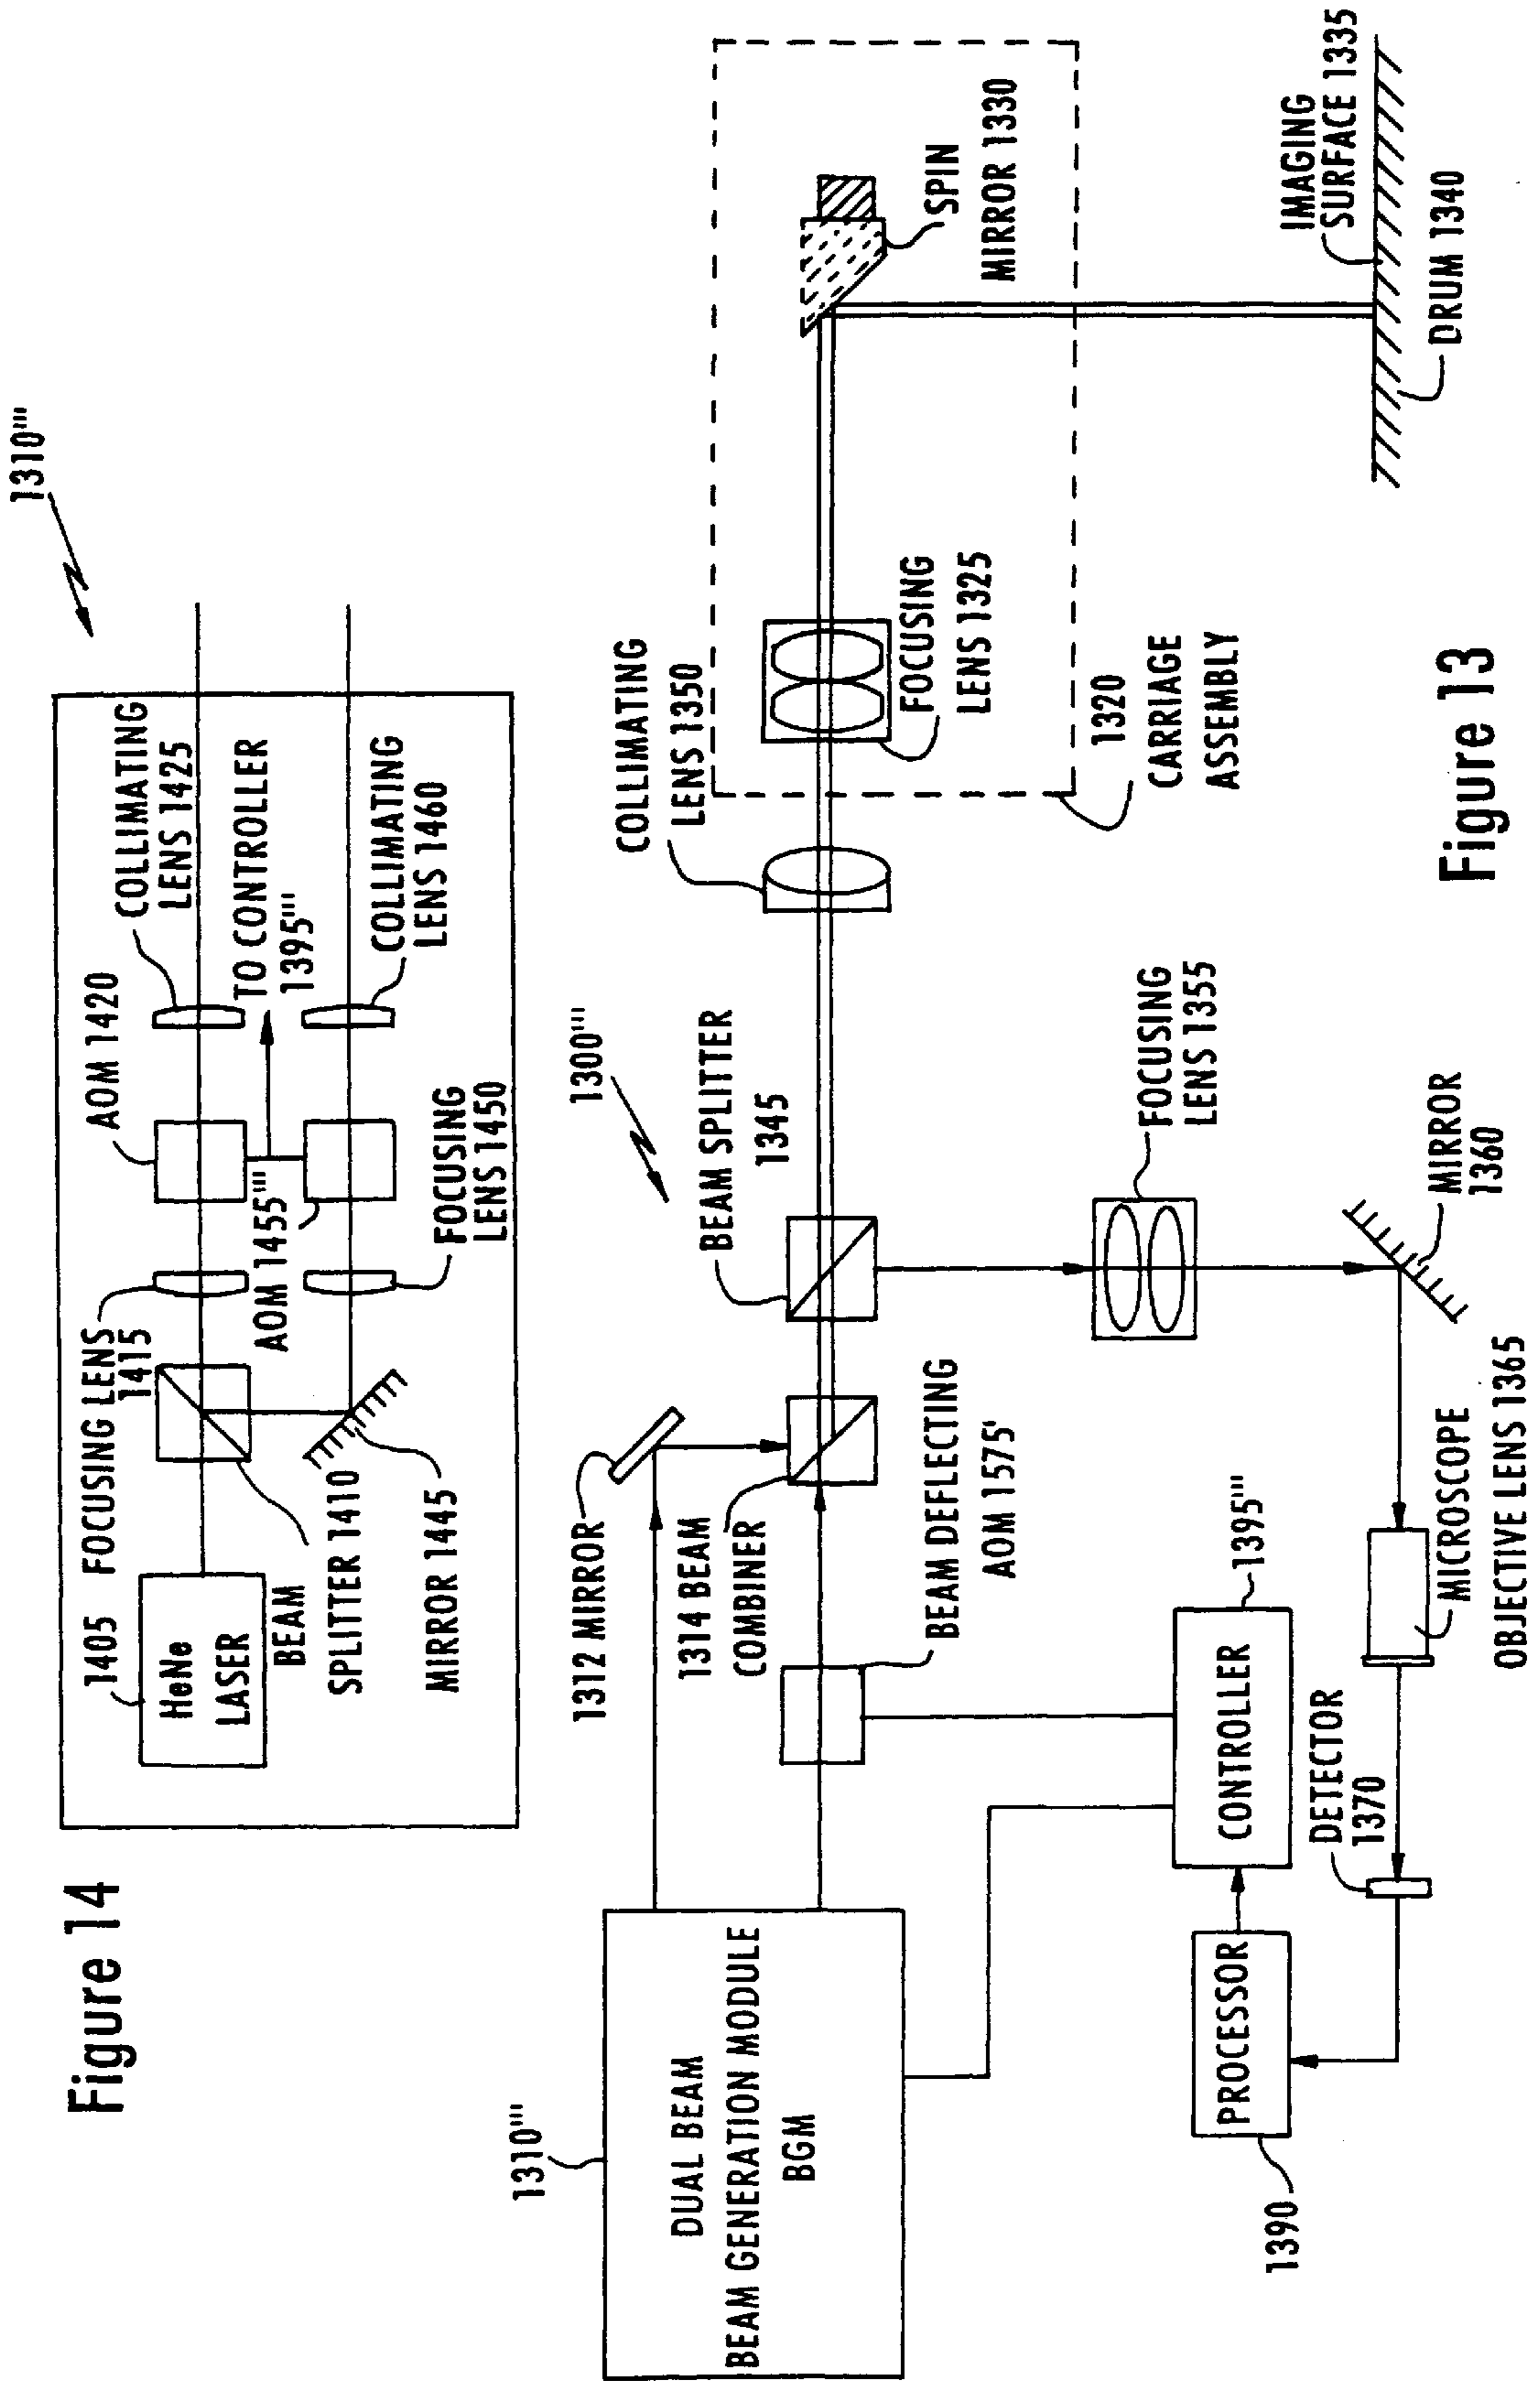 Figure 14
1310'''
1405
HeNe
LASER
FOCUSING LENS
1415
BEAM
SPLITTER 1410
MIRROR 1445
AOM 1420
AOM 1455'''
FOCUSING
LENS 1450
COLLIMATING
LENS 1425
TO CONTROLLER
1395'''
COLLIMATING
LENS 1460
1310'''
DUAL BEAM
BEAM GENERATION MODULE
BGM
1312 MIRROR
1314 BEAM
COMBINER
BEAM DEFLECTING
AOM 1575'
1300'''
BEAM SPLITTER
1345
COLLIMATING
LENS 1350
FOCUSING
LENS 1325
1320
CARRIAGE
ASSEMBLY
SPIN
MIRROR 1330
IMAGING
SURFACE 1335
DRUM 1340
FOCUSING
LENS 1355
MIRROR
1360
MICROSCOPE
OBJECTIVE LENS 1365
DETECTOR
1370
CONTROLLER
1395'''
PROCESSOR
1390
Figure 13